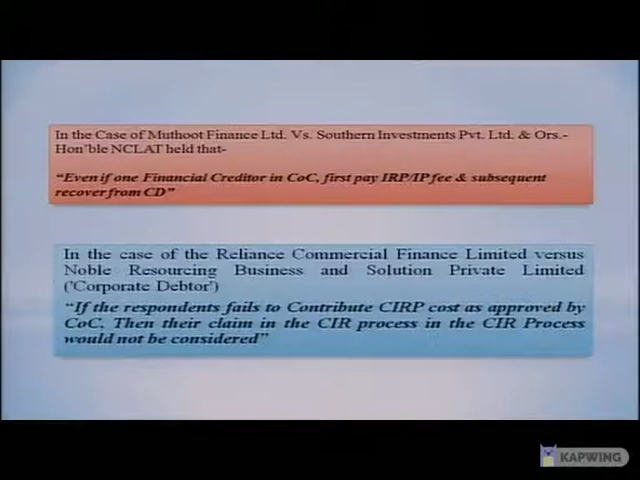 In the Case of Muthoot Finance Ltd. Vs. Southern Investments Pvt. Ltd. & Ors.-
Hon'ble NCLAT held that-
“Even if one Financial Creditor in CoC, first pay IRP/IP fee & subsequent
recover from CD”
In the case of the Reliance Commercial Finance Limited versus
Noble Resourcing Business and Solution Private Limited
('Corporate Debtor')
“If the respondents fails to Contribute CIRP cost as approved by
CoC. Then their claim in the CIR process in the CIR Process
would not be considered”
KAPWING